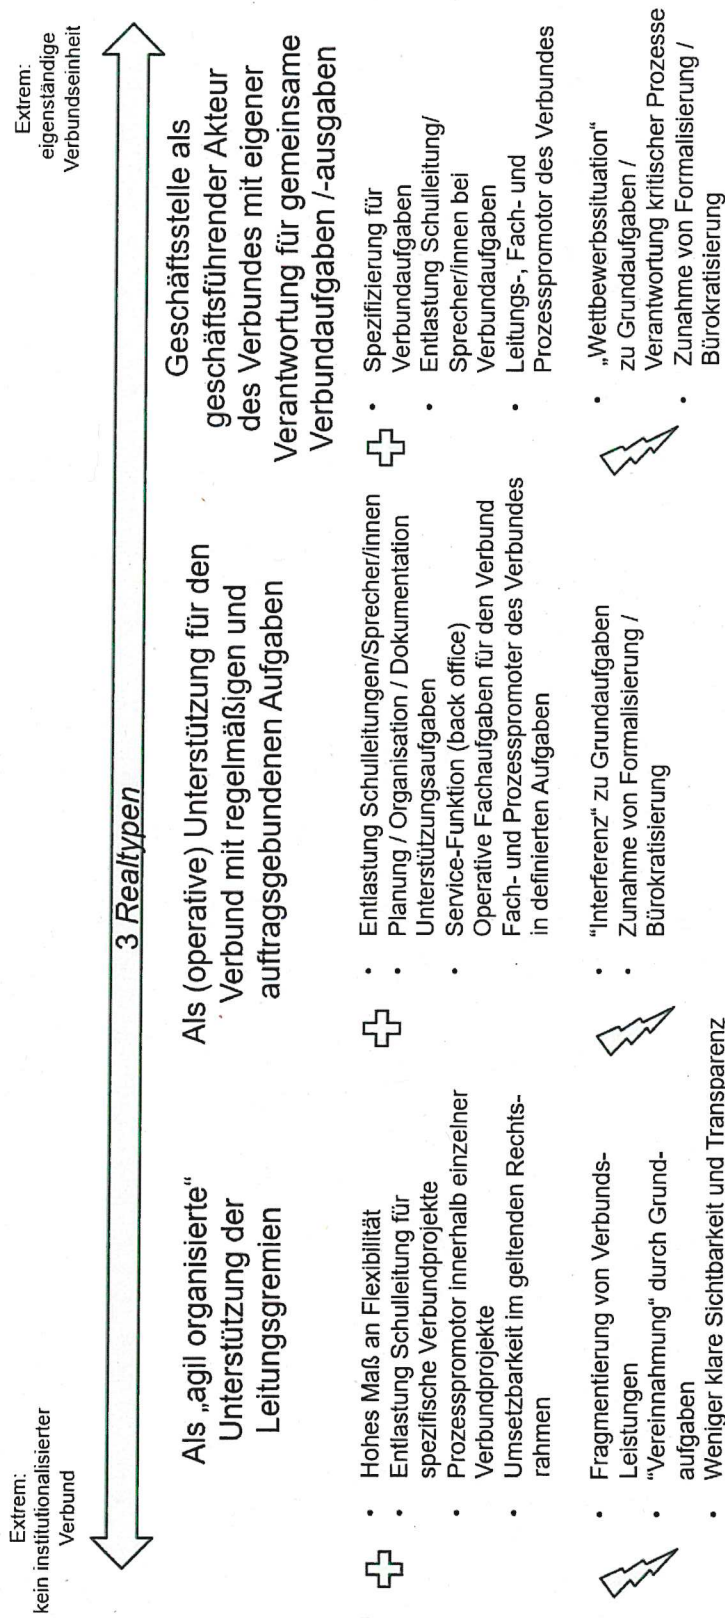 Extrem:
kein institutionalisierter
Verbund
Extrem:
eigenständige
Verbundseinheit
3 Realtypen
Als „agil organisierte“
Unterstützung der
Leitungsgremien
• Hohes Maß an Flexibilität
• Entlastung Schulleitung für
spezifische Verbundprojekte
• Prozesspromotor innerhalb einzelner
Verbundprojekte
• Umsetzbarkeit im geltenden Rechts-
rahmen
• Fragmentierung von Verbunds-
Leistungen
• "Vereinnahmung“ durch Grund-
aufgaben
• Weniger klare Sichtbarkeit und Transparenz
Als (operative) Unterstützung für den
Verbund mit regelmäßigen und
auftragsgebundenen Aufgaben
• Entlastung Schulleitungen/Sprecher/innen
• Planung / Organisation / Dokumentation
Unterstützungsaufgaben
• Service-Funktion (back office)
Operative Fachaufgaben für den Verbund
• Fach- und Prozesspromoter des Verbundes
in definierten Aufgaben
• "Interferenz“ zu Grundaufgaben
• Zunahme von Formalisierung /
Bürokratisierung
Geschäftsstelle als
geschäftsführender Akteur
des Verbundes mit eigener
Verantwortung für gemeinsame
Verbundaufgaben /-ausgaben
• Spezifizierung für
Verbundaufgaben
• Entlastung Schulleitung/
Sprecher/innen bei
Verbundaufgaben
• Leitungs-, Fach- und
Prozesspromotor des Verbundes
• „Wettbewerbssituation“
zu Grundaufgaben /
Verantwortung kritischer Prozesse
• Zunahme von Formalisierung /
Bürokratisierung